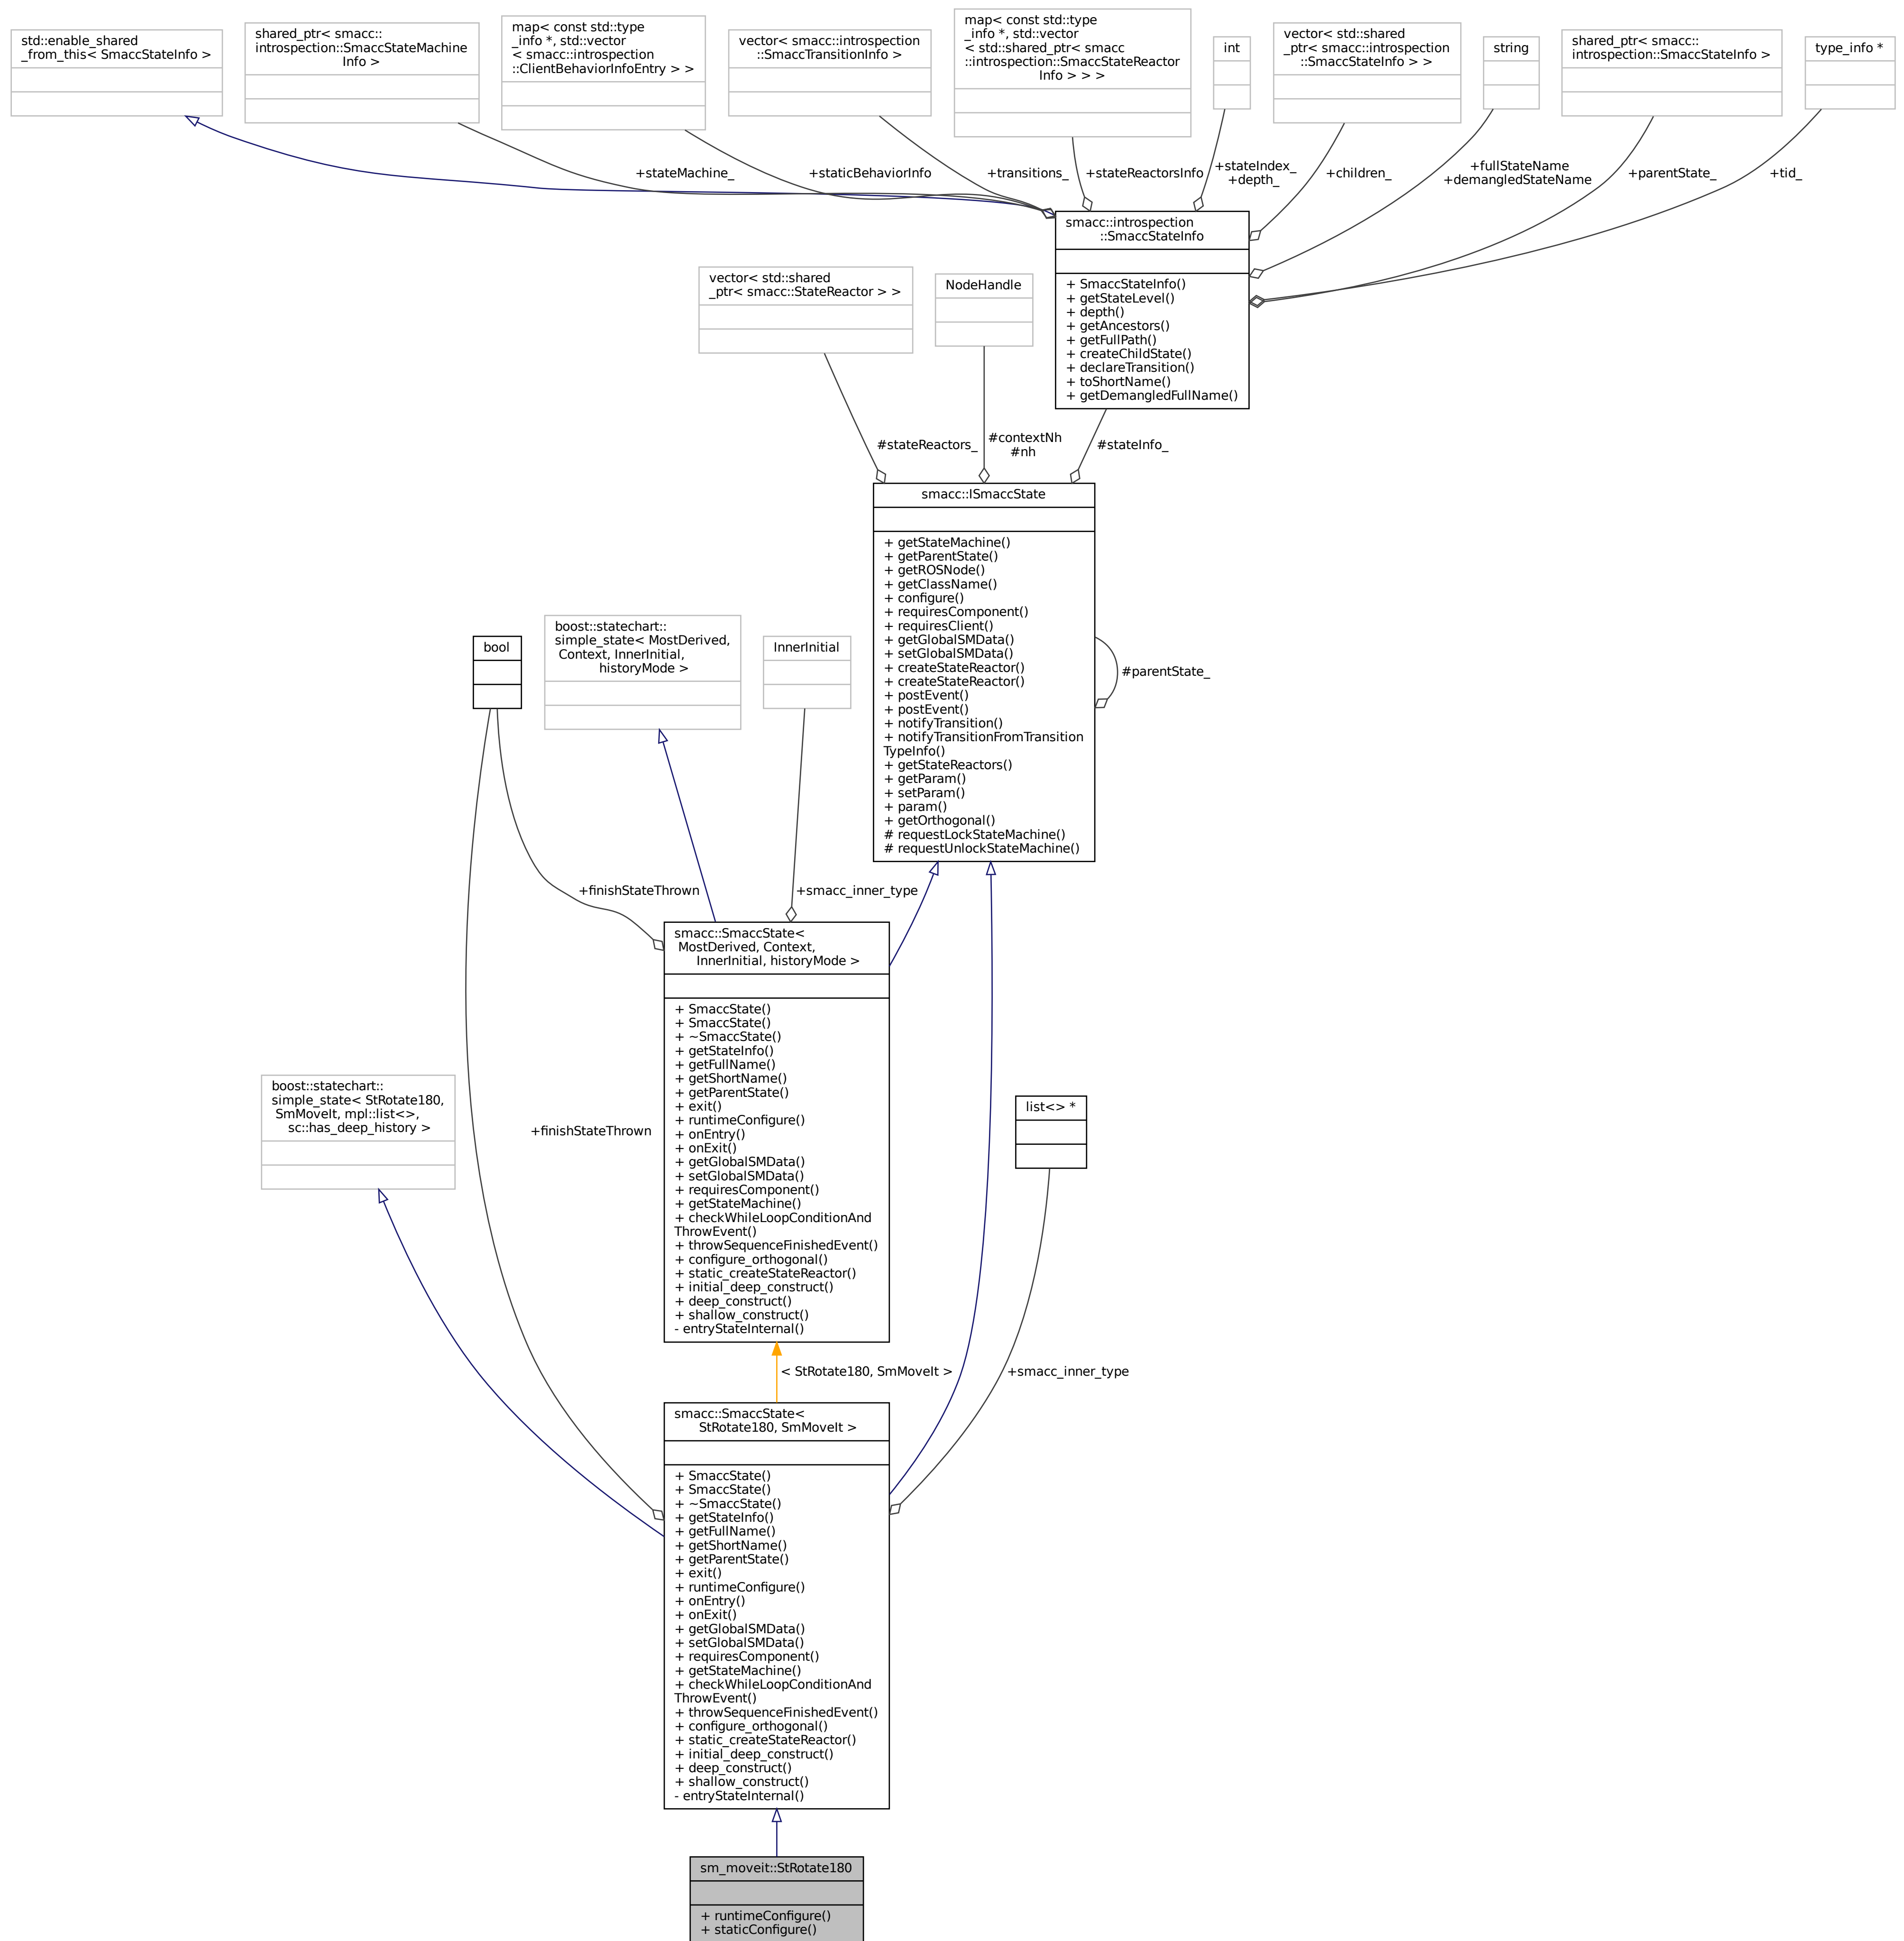 std::enable_shared
_from_this< SmaccStateInfo >
shared_ptr< smacc::
introspection::SmaccStateMachine
Info >
map< const std::type
_info *, std::vector
< smacc::introspection
::ClientBehaviorInfoEntry > >
vector< smacc::introspection
::SmaccTransitionInfo >
map< const std::type
_info *, std::vector
< std::shared_ptr< smacc
::introspection::SmaccStateReactor
Info > > >
int
vector< std::shared
_ptr< smacc::introspection
::SmaccStateInfo > >
string
shared_ptr< smacc::
introspection::SmaccStateInfo >
type_info *
+stateMachine_
+staticBehaviorInfo
+transitions_
+stateReactorsInfo
+stateIndex_
+depth_
+children_
+fullStateName
+demangledStateName
+parentState_
+tid_
smacc::introspection
::SmaccStateInfo
+ SmaccStateInfo()
+ getStateLevel()
+ depth()
+ getAncestors()
+ getFullPath()
+ createChildState()
+ declareTransition()
+ toShortName()
+ getDemangledFullName()
vector< std::shared
_ptr< smacc::StateReactor > >
NodeHandle
#stateReactors_
#contextNh
#nh
#stateInfo_
smacc::ISmaccState
+ getStateMachine()
+ getParentState()
+ getROSNode()
+ getClassName()
+ configure()
+ requiresComponent()
+ requiresClient()
+ getGlobalSMData()
+ setGlobalSMData()
+ createStateReactor()
+ createStateReactor()
+ postEvent()
+ postEvent()
+ notifyTransition()
+ notifyTransitionFromTransition
TypeInfo()
+ getStateReactors()
+ getParam()
+ setParam()
+ param()
+ getOrthogonal()
# requestLockStateMachine()
# requestUnlockStateMachine()
#parentState_
bool
boost::statechart::
simple_state< MostDerived,
Context, InnerInitial,
historyMode >
InnerInitial
+finishStateThrown
+smacc_inner_type
smacc::SmaccState<
MostDerived, Context,
InnerInitial, historyMode >
+ SmaccState()
+ SmaccState()
+ ~SmaccState()
+ getStateInfo()
+ getFullName()
+ getShortName()
+ getParentState()
+ exit()
+ runtimeConfigure()
+ onEntry()
+ onExit()
+ getGlobalSMData()
+ setGlobalSMData()
+ requiresComponent()
+ getStateMachine()
+ checkWhileLoopConditionAnd
ThrowEvent()
+ throwSequenceFinishedEvent()
+ configure_orthogonal()
+ static_createStateReactor()
+ initial_deep_construct()
+ deep_construct()
+ shallow_construct()
- entryStateInternal()
boost::statechart::
simple_state< StRotate180,
SmMoveIt, mpl::list<>,
sc::has_deep_history >
+finishStateThrown
list<> *
< StRotate180, SmMoveIt >
+smacc_inner_type
smacc::SmaccState<
StRotate180, SmMoveIt >
+ SmaccState()
+ SmaccState()
+ ~SmaccState()
+ getStateInfo()
+ getFullName()
+ getShortName()
+ getParentState()
+ exit()
+ runtimeConfigure()
+ onEntry()
+ onExit()
+ getGlobalSMData()
+ setGlobalSMData()
+ requiresComponent()
+ getStateMachine()
+ checkWhileLoopConditionAnd
ThrowEvent()
+ throwSequenceFinishedEvent()
+ configure_orthogonal()
+ static_createStateReactor()
+ initial_deep_construct()
+ deep_construct()
+ shallow_construct()
- entryStateInternal()
sm_moveit::StRotate180
+ runtimeConfigure()
+ staticConfigure()